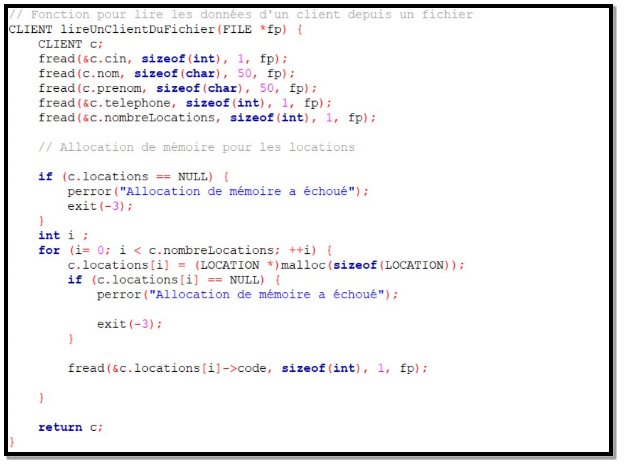 // Fonction pour lire les données d'un client depuis un fichier
CLIENT lireUnClientDuFichier(FILE *fp) {
    CLIENT c;
    fread(&c.cin, sizeof(int), 1, fp);
    fread(c.nom, sizeof(char), 50, fp);
    fread(c.prenom, sizeof(char), 50, fp);
    fread(&c.telephone, sizeof(int), 1, fp);
    fread(&c.nombreLocations, sizeof(int), 1, fp);
    // Allocation de mémoire pour les locations
    if (c.locations == NULL) {
        perror("Allocation de mémoire a échoué");
        exit(-3);
    }
    int i ;
    for (i= 0; i < c.nombreLocations; ++i) {
        c.locations[i] = (LOCATION *)malloc(sizeof(LOCATION));
        if (c.locations[i] == NULL) {
            perror("Allocation de mémoire a échoué");
            exit(-3);
        }
        fread(&c.locations[i]->code, sizeof(int), 1, fp);
    }
    return c;
}